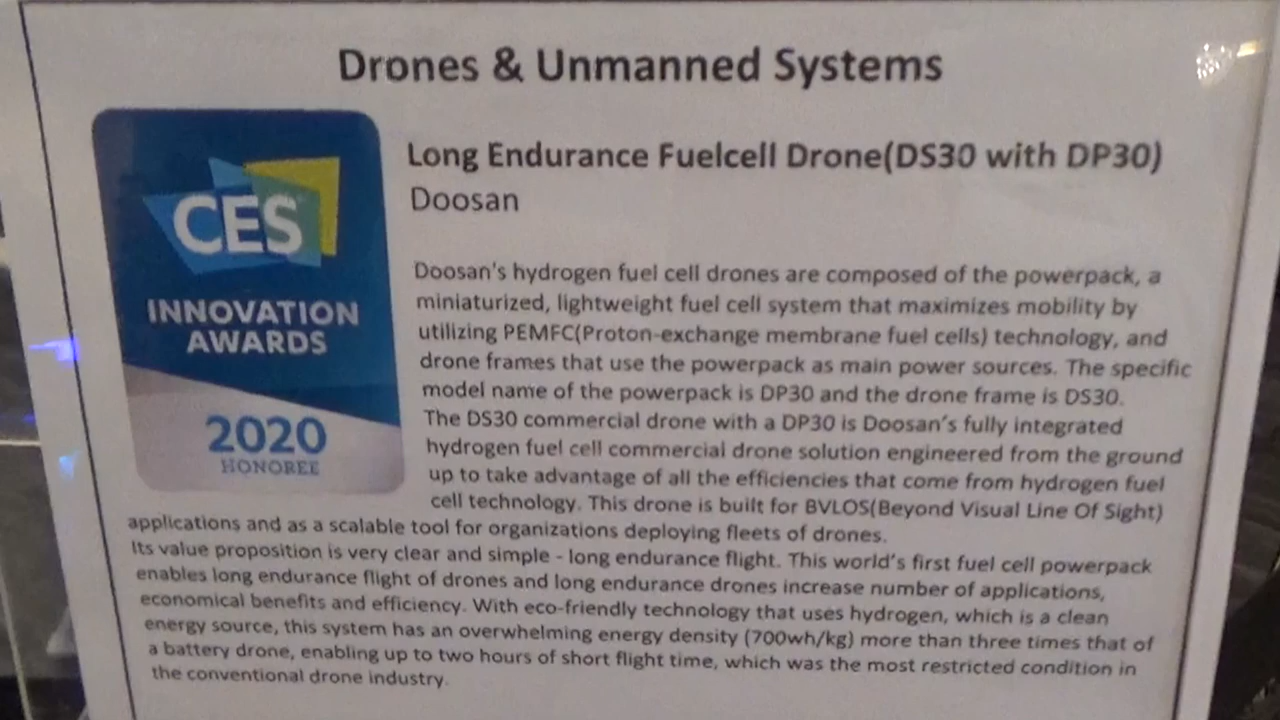 Drones & Unmanned Systems
CES
INNOVATION
AWARDS
2020
HONOREE
Long Endurance Fuelcell Drone(DS30 with DP30)
Doosan
Doosan's hydrogen fuel cell drones are composed of the powerpack, a
miniaturized, lightweight fuel cell system that maximizes mobility by
utilizing PEMFC(Proton-exchange membrane fuel cells) technology, and
drone frames that use the powerpack as main power sources. The specific
model name of the powerpack is DP30 and the drone frame is DS30.
The DS30 commercial drone with a DP30 is Doosan's fully integrated
hydrogen fuel cell commercial drone solution engineered from the ground
up to take advantage of all the efficiencies that come from hydrogen fuel
cell technology. This drone is built for BVLOS(Beyond Visual Line Of Sight)
applications and as a scalable tool for organizations deploying fleets of drones.
Its value proposition is very clear and simple - long endurance flight. This world's first fuel cell powerpack
enables long endurance flight of drones and long endurance drones increase number of applications,
economical benefits and efficiency. With eco-friendly technology that uses hydrogen, which is a clean
energy source, this system has an overwhelming energy density (700wh/kg) more than three times that of
a battery drone, enabling up to two hours of short flight time, which was the most restricted condition in
the conventional drone industry.